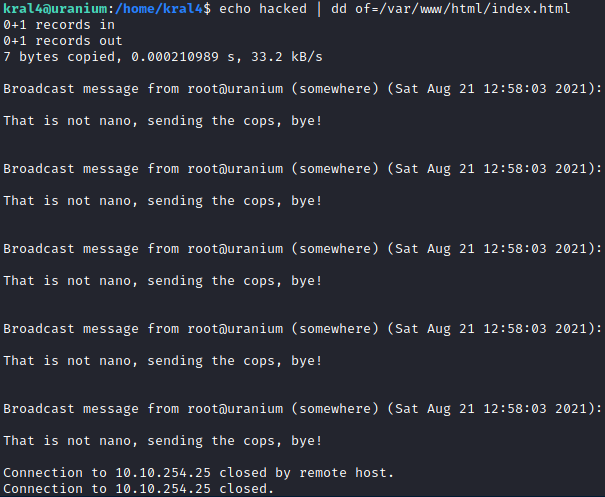 kral4@uranium:/home/kral4$ echo hacked | dd of=/var/www/html/index.html
0+1 records in
0+1 records out
7 bytes copied, 0.000210989 s, 33.2 kB/s
Broadcast message from root@uranium (somewhere) (Sat Aug 21 12:58:03 2021):
That is not nano, sending the cops, bye!
Broadcast message from root@uranium (somewhere) (Sat Aug 21 12:58:03 2021):
That is not nano, sending the cops, bye!
Broadcast message from root@uranium (somewhere) (Sat Aug 21 12:58:03 2021):
That is not nano, sending the cops, bye!
Broadcast message from root@uranium (somewhere) (Sat Aug 21 12:58:03 2021):
That is not nano, sending the cops, bye!
Broadcast message from root@uranium (somewhere) (Sat Aug 21 12:58:03 2021):
That is not nano, sending the cops, bye!
Connection to 10.10.254.25 closed by remote host.
Connection to 10.10.254.25 closed.